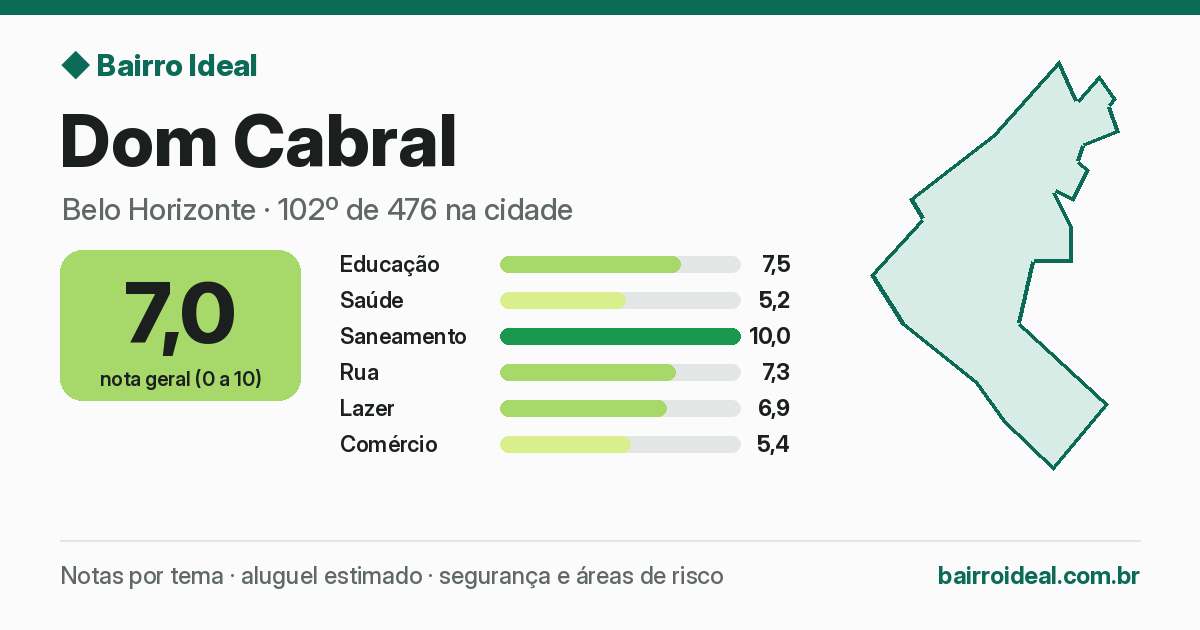 Bairro Ideal
Dom Cabral
Belo Horizonte · 102º de 476 na cidade
7,0
nota geral (0 a 10)
Educação 7,5
Saúde 5,2
Saneamento 10,0
Rua 7,3
Lazer 6,9
Comércio 5,4
Notas por tema · aluguel estimado · segurança e áreas de risco
bairroideal.com.br